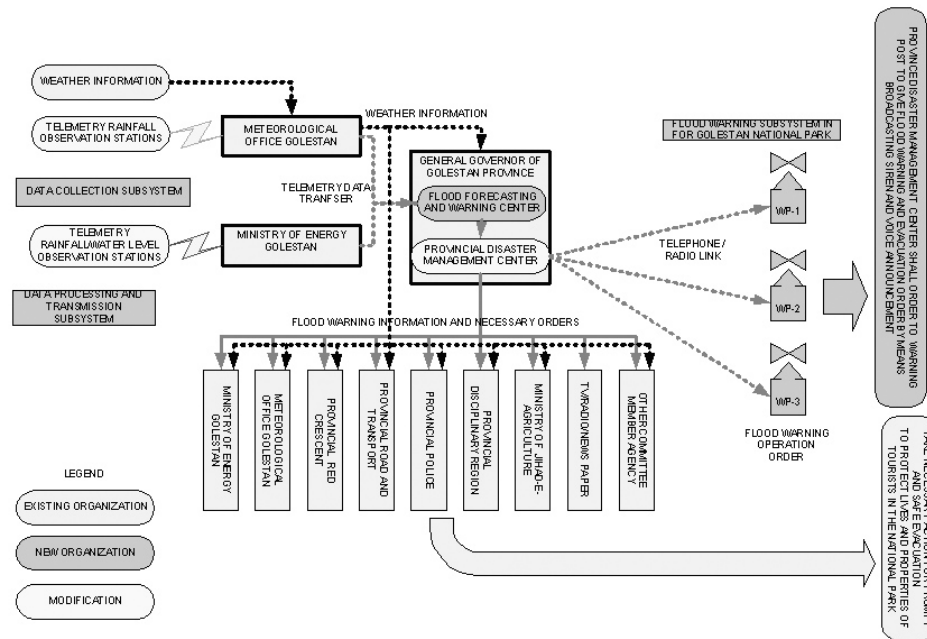 WEATHER INFORMATION
TELEMETRY RAINFALL
OBSERVATION STATIONS
DATA COLLECTION SUBSYSTEM
TELEMETRY
RAINFALL/WATER LEVEL
OBSERVATION STATIONS
DATA PROCESSING AND
TRANSMISSION
SUBSYSTEM
METEOROLOGICAL
OFFICE GOLESTAN
MINISTRY OF ENERGY
GOLESTAN
WEATHER INFORMATION
TELEMETRY DATA
TRANFSER
GENERAL GOVERNOR OF
GOLESTAN PROVINCE
FLOOD FORECASTING
AND WARNING CENTER
PROVINCIAL DISASTER
MANAGEMENT CENTER
FLOOD WARNING SUBSYSTEM IN
FOR GOLESTAN NATIONAL PARK
TELEPHONE /
RADIO LINK
WP-1
WP-2
WP-3
FLOOD WARNING
OPERATION
ORDER
PROVINCE DISASTER MANAGEMENT CENTER SHALL ORDER TO WARNING
POST TO GIVE FLOOD WARNING AND EVACUATION ORDER BY MEANS
BROADCASTING SIREN AND VOICE ANNOUNCEMENT
FLOOD WARNING INFORMATION AND NECESSARY ORDERS
MINISTRY OF ENERGY
GOLESTAN
METEOROLOGICAL
OFFICE GOLESTAN
PROVINCIAL RED
CRESCENT
PROVINCIAL ROAD AND
TRANSPORT
PROVINCIAL POLICE
PROVINCIAL
DISCIPLINARY REGION
MINISTRY OF JIHAD-E-
AGRICULTURE
TV/RADIO/NEWS PAPER
OTHER COMMITTEE
MEMBER AGENCY
AND SAFE EVACUATION
TO PROTECT LIVES AND PROPERTIES OF
TOURISTS IN THE NATIONAL PARK
LEGEND
EXISTING ORGANIZATION
NEW ORGANIZATION
MODIFICATION